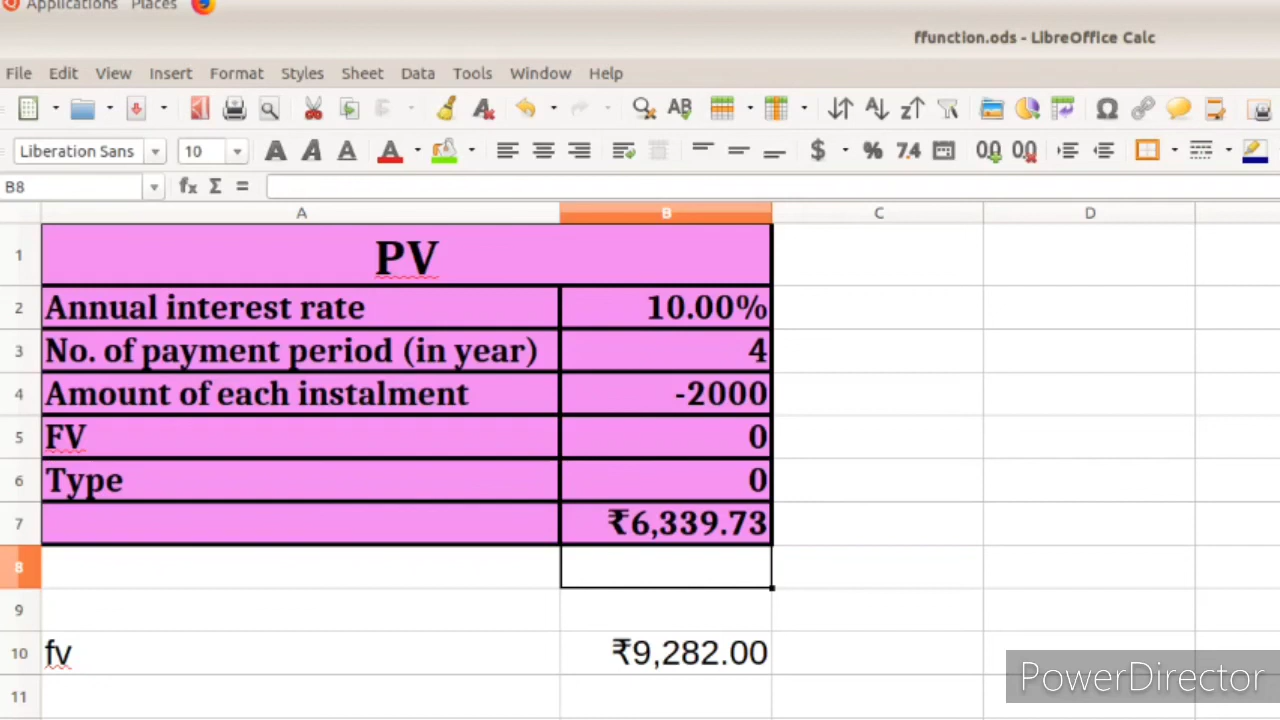 Applications Places
ffunction.ods - LibreOffice Calc
File Edit View Insert Format Styles Sheet Data Tools Window Help
Liberation Sans 10
B8
A B C D
1 PV
2 Annual interest rate 10.00%
3 No. of payment period (in year) 4
4 Amount of each instalment -2000
5 FV 0
6 Type 0
7 ₹6,339.73
8
9
10 fv ₹9,282.00
11
PowerDirector